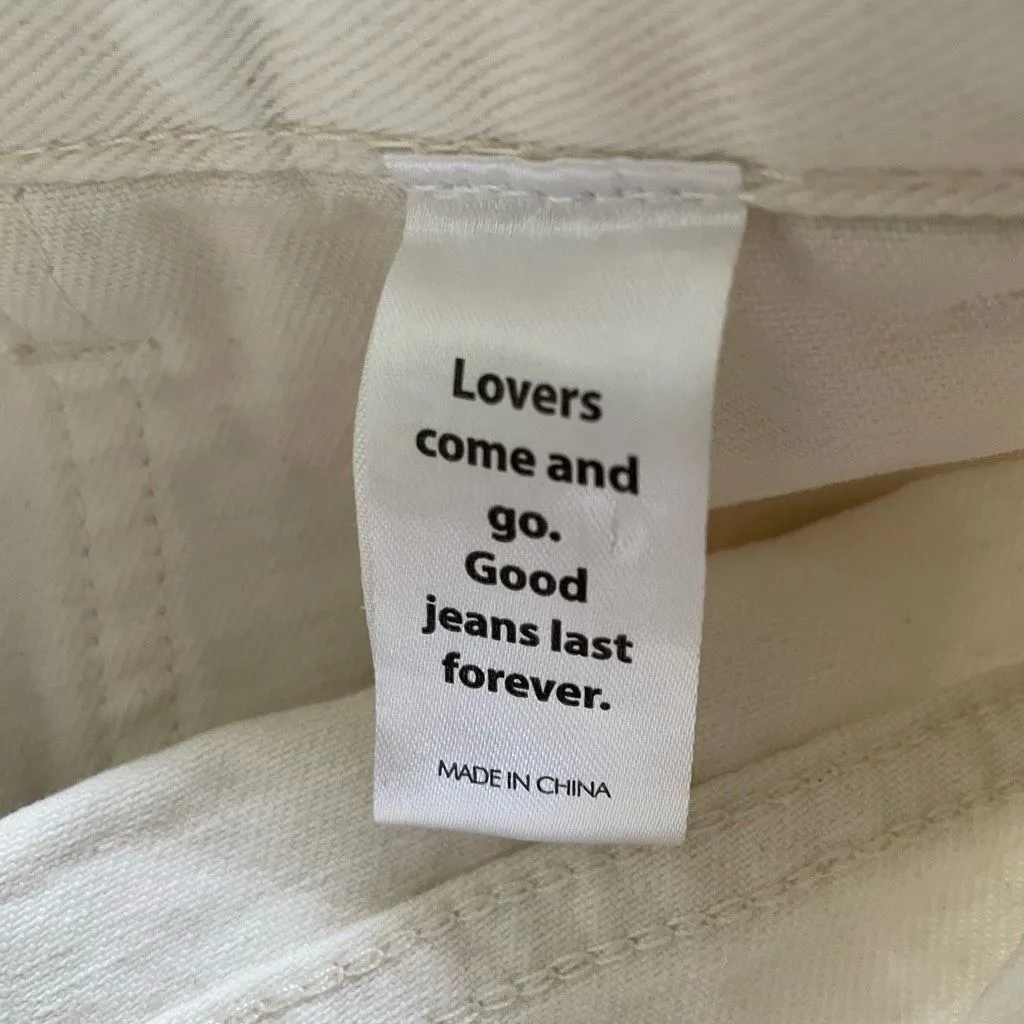 Lovers
come and
go.
Good
jeans last
forever.
MADE IN CHINA